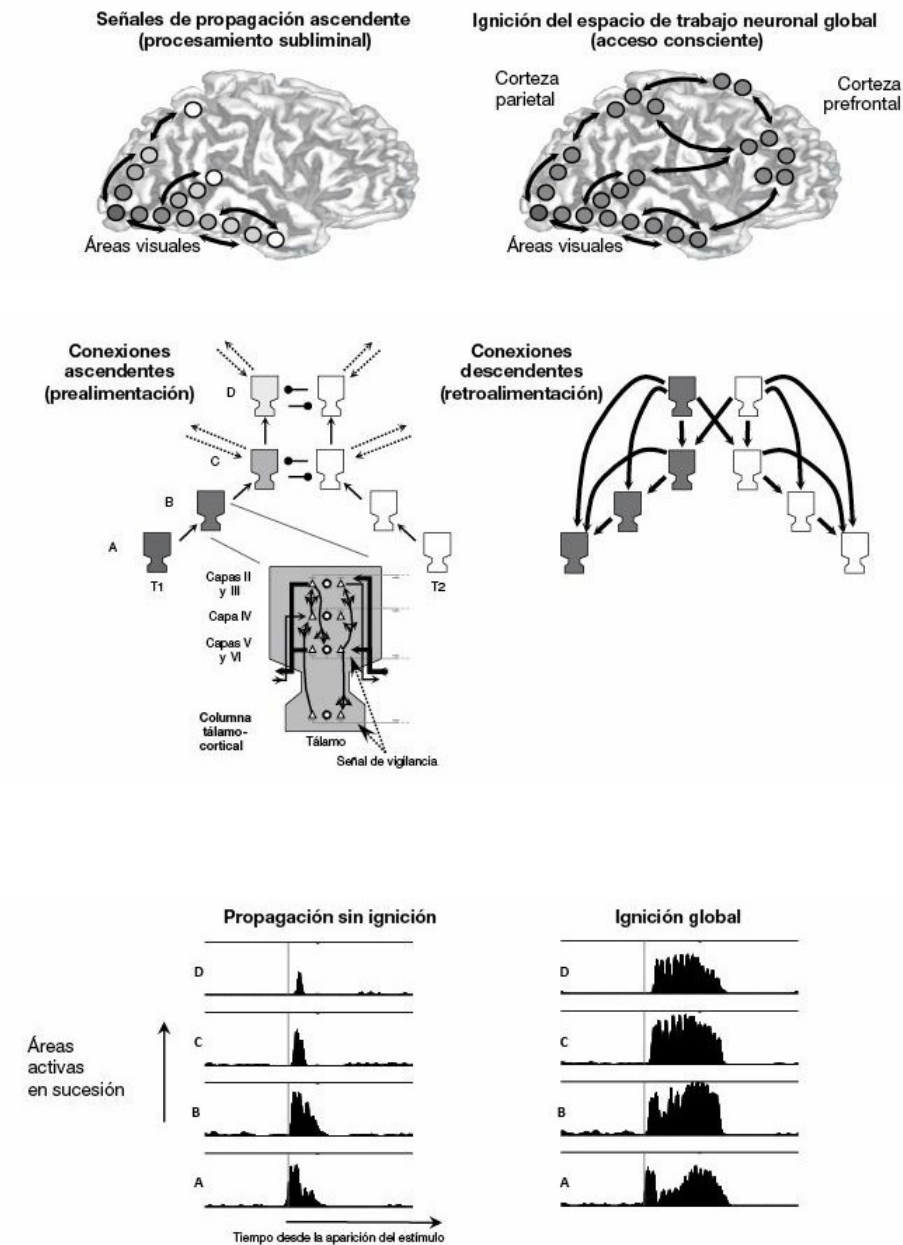 Señales de propagación ascendente
(procesamiento subliminal)
Ignición del espacio de trabajo neuronal global
(acceso consciente)
Corteza
parietal
Corteza
prefrontal
Áreas visuales
Áreas visuales
Conexiones
ascendentes
(prealimentación)
Conexiones
descendentes
(retroalimentación)
D
C
B
A
T1
T2
Capas II
y III
Capa IV
Capas V
y VI
Columna
tálamo-
cortical
Tálamo
Señal de vigilancia
Propagación sin ignición
Ignición global
D
D
C
C
B
B
A
A
Áreas
activas
en sucesión
Tiempo desde la aparición del estímulo